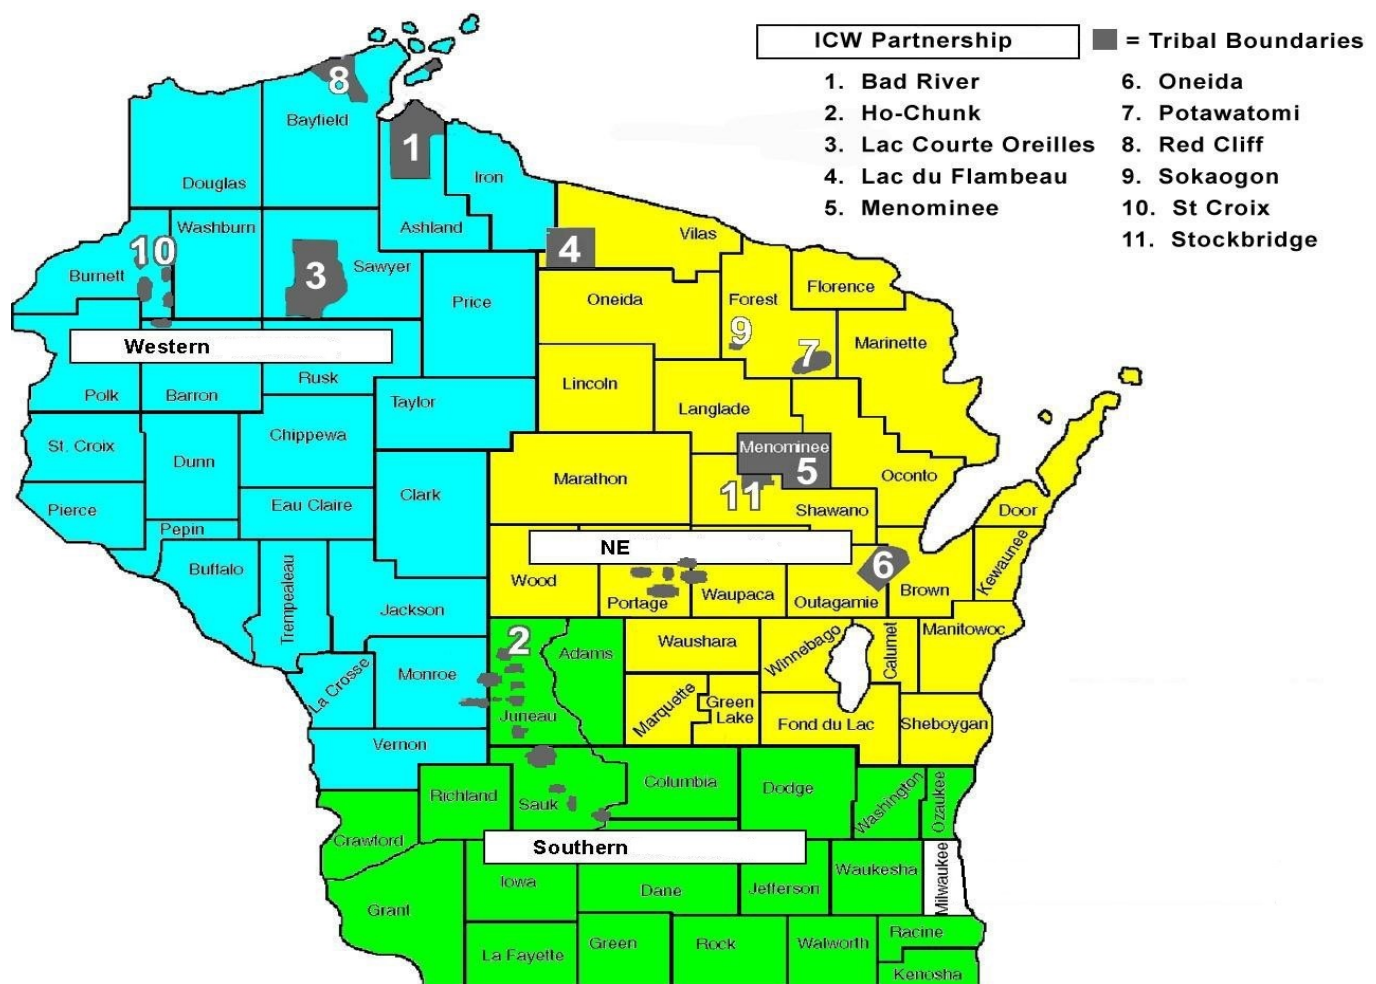 ICW Partnership
= Tribal Boundaries
1. Bad River
2. Ho-Chunk
3. Lac Courte Oreilles
4. Lac du Flambeau
5. Menominee
6. Oneida
7. Potawatomi
8. Red Cliff
9. Sokaogon
10. St Croix
11. Stockbridge
8
Bayfield
1
Douglas
Iron
Washburn
Ashland
Vilas
10
4
Burnett
3
Sawyer
Price
Oneida
Forest
Florence
9
7
Marinette
Western
Rusk
Polk
Barron
Taylor
Lincoln
Langlade
St. Croix
Chippewa
Dunn
Menominee
5
Marathon
Oconto
Clark
11
Pierce
Eau Claire
Shawano
Door
Pepin
NE
Buffalo
Trempealeau
Wood
6
Kewaunee
Portage
Waupaca
Outagamie
Brown
Jackson
2
Adams
Waushara
Winnebago
Calumet
Manitowoc
La Crosse
Monroe
Juneau
Marquette
Green
Lake
Fond du Lac
Sheboygan
Vernon
Richland
Sauk
Columbia
Dodge
Washington
Ozaukee
Crawford
Southern
Iowa
Dane
Jefferson
Waukesha
Milwaukee
Grant
La Fayette
Green
Rock
Walworth
Racine
Kenosha